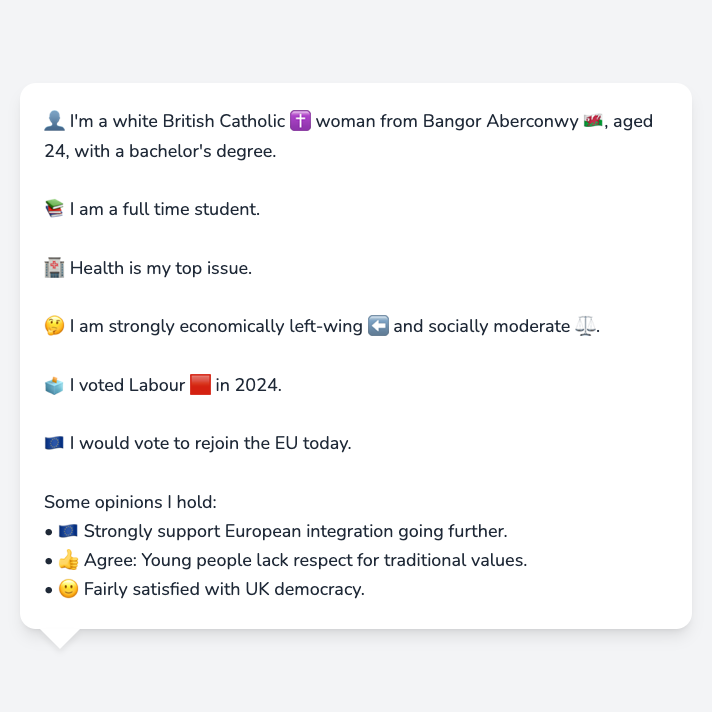 👤 I'm a white British Catholic ✝️ woman from Bangor Aberconwy 🏴󠁧󠁢󠁷󠁬󠁳󠁿, aged
24, with a bachelor's degree.
📚 I am a full time student.
🏥 Health is my top issue.
🤔 I am strongly economically left-wing ⬅️ and socially moderate ⚖️.
🗳️ I voted Labour 🟥 in 2024.
🇪🇺 I would vote to rejoin the EU today.
Some opinions I hold:
• 🇪🇺 Strongly support European integration going further.
• 👍 Agree: Young people lack respect for traditional values.
• 🙂 Fairly satisfied with UK democracy.